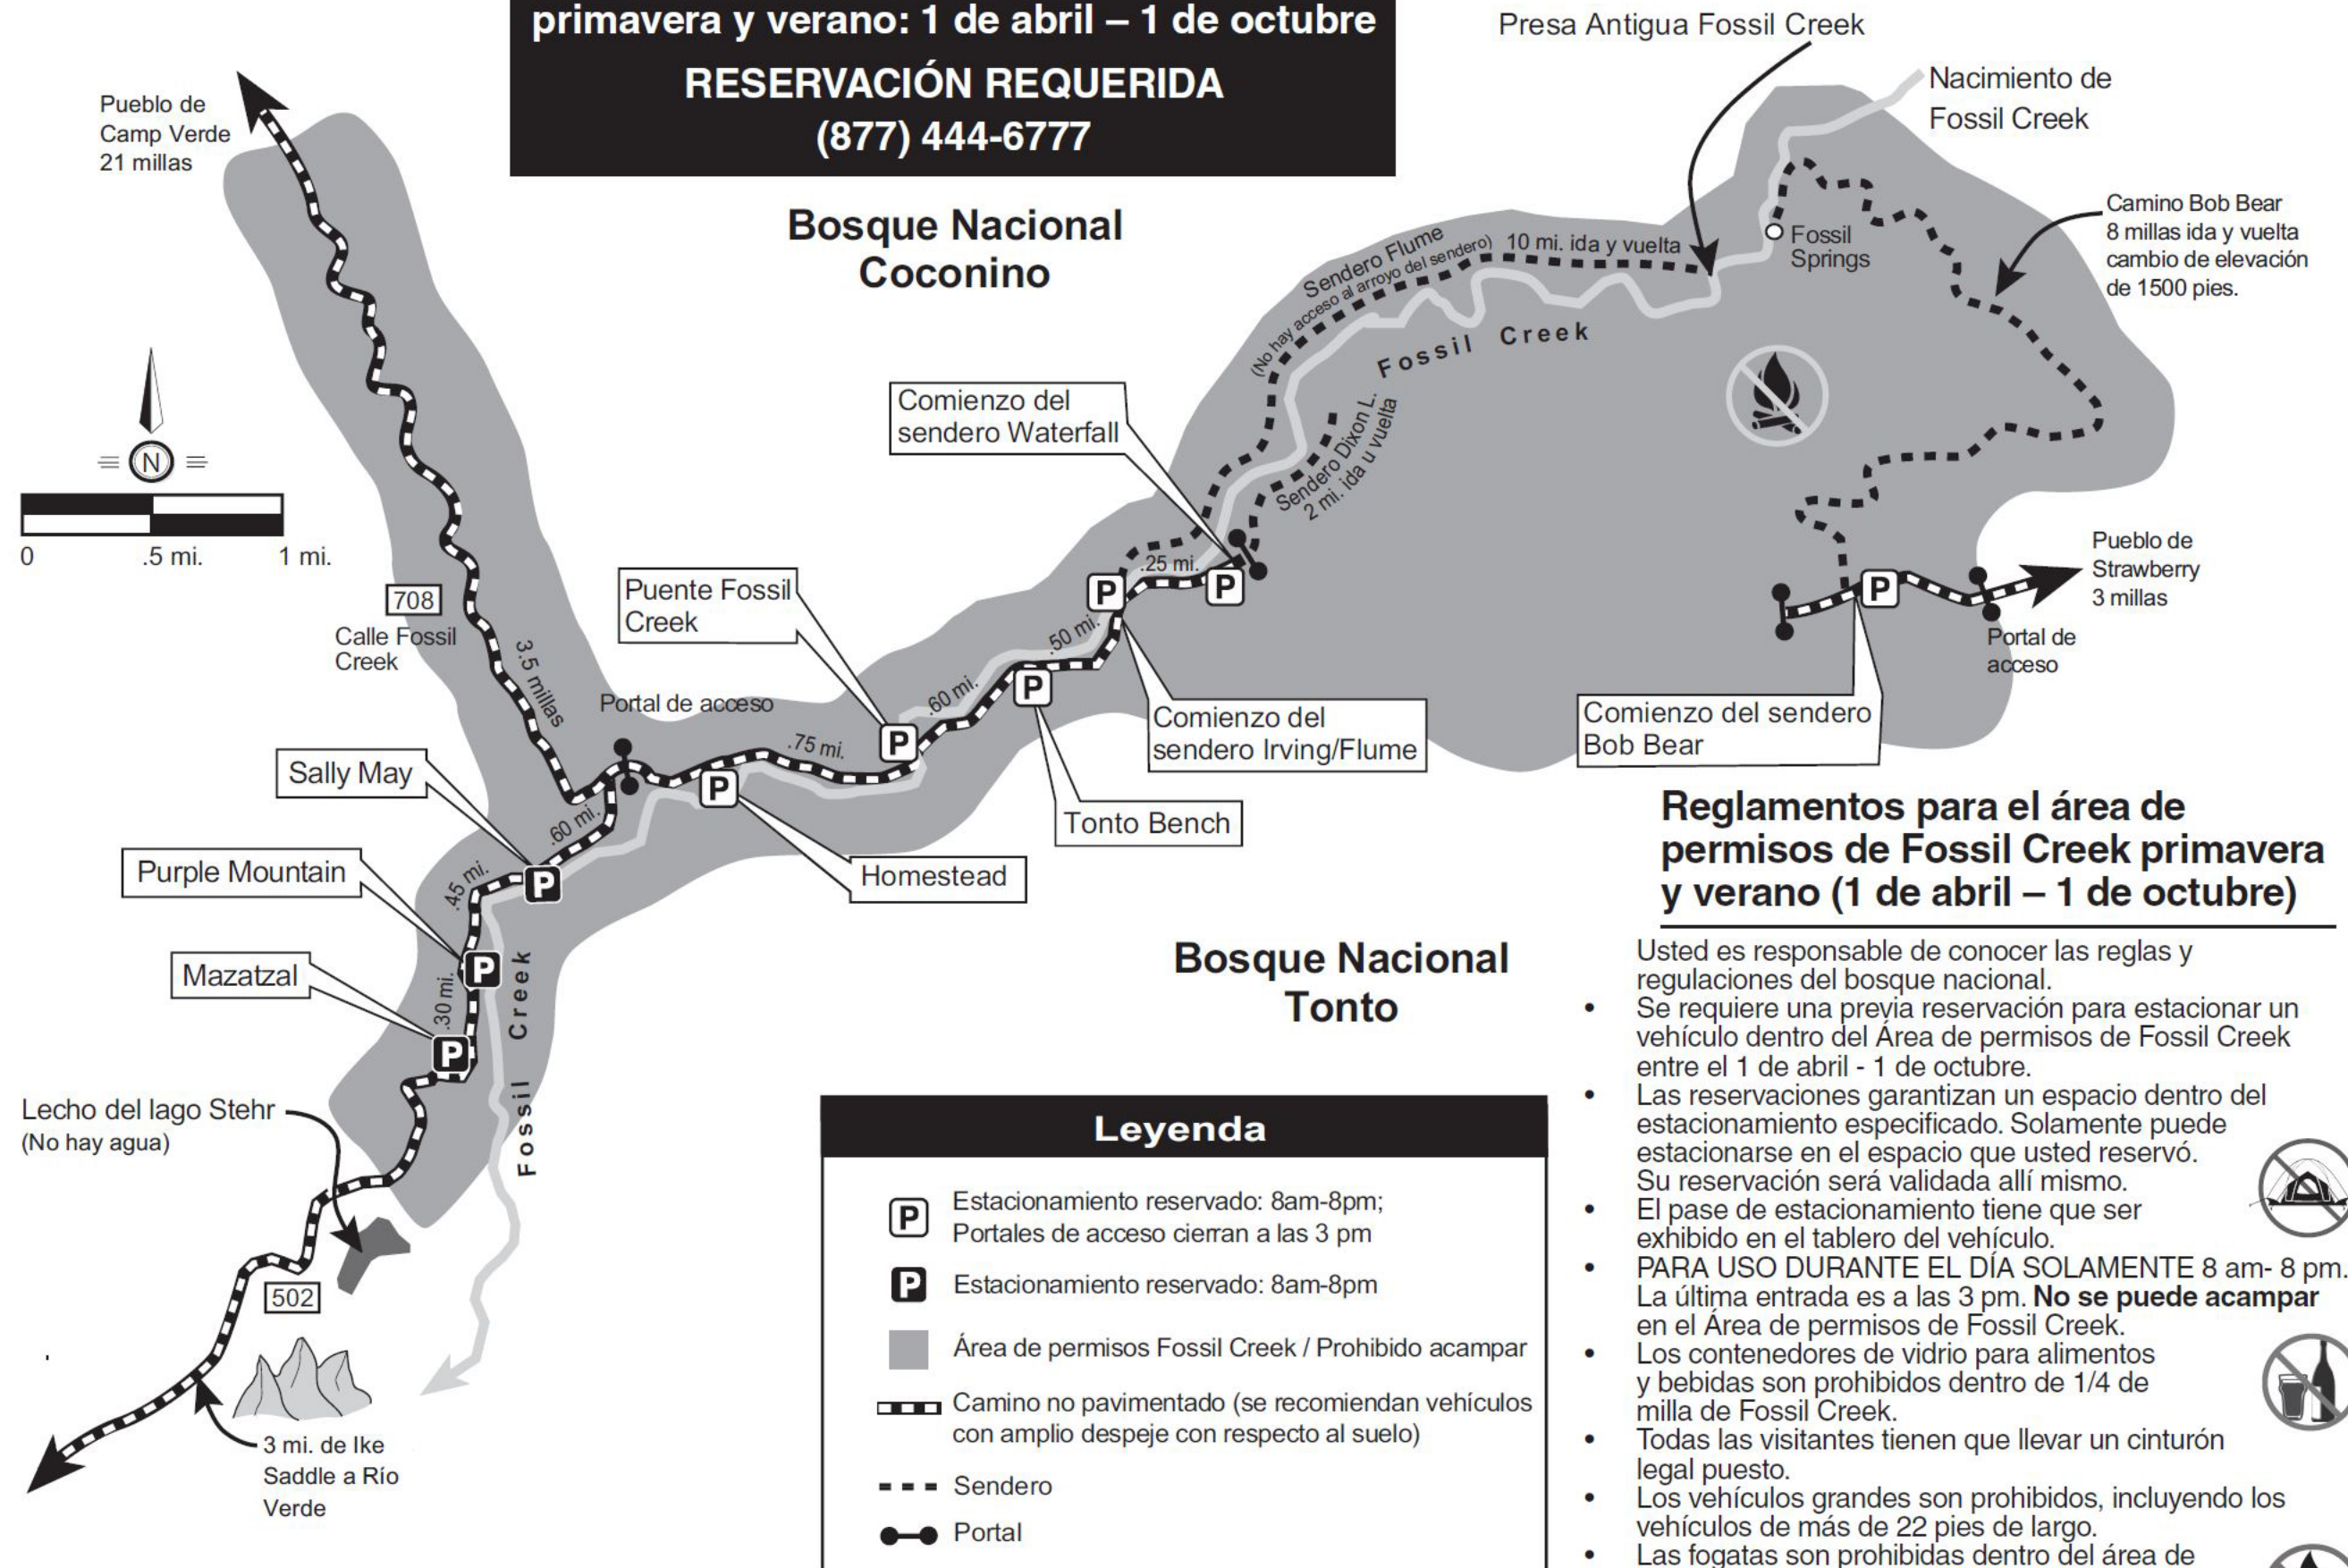 primavera y verano: 1 de abril – 1 de octubre
RESERVACIÓN REQUERIDA
(877) 444-6777
Presa Antigua Fossil Creek
Nacimiento de
Fossil Creek
Pueblo de
Camp Verde
21 millas
Bosque Nacional
Coconino
Camino Bob Bear
8 millas ida y vuelta
cambio de elevación
de 1500 pies.
Sendero Flume
(No hay acceso al arroyo del sendero)
10 mi. ida y vuelta
Fossil
Springs
Fossil Creek
Comienzo del
sendero Waterfall
Sendero Dixon L.
2 mi. ida u vuelta
N
0 .5 mi. 1 mi.
708
Calle Fossil
Creek
3.5 millas
Puente Fossil
Creek
.25 mi.
P
P
.50 mi.
P
Pueblo de
Strawberry
3 millas
Portal de
acceso
Portal de acceso
.60 mi.
P
Comienzo del
sendero Irving/Flume
Comienzo del sendero
Bob Bear
P
.75 mi.
P
Sally May
.60 mi.
Tonto Bench
Homestead
Purple Mountain
.45 mi.
P
Mazatzal
.30 mi.
P
P
Fossil Creek
Bosque Nacional
Tonto
Lecho del lago Stehr
(No hay agua)
502
3 mi. de Ike
Saddle a Río
Verde
Leyenda
P Estacionamiento reservado: 8am-8pm;
Portales de acceso cierran a las 3 pm
P Estacionamiento reservado: 8am-8pm
Área de permisos Fossil Creek / Prohibido acampar
Camino no pavimentado (se recomiendan vehículos
con amplio despeje con respecto al suelo)
Sendero
Portal
Reglamentos para el área de
permisos de Fossil Creek primavera
y verano (1 de abril – 1 de octubre)
Usted es responsable de conocer las reglas y
regulaciones del bosque nacional.
• Se requiere una previa reservación para estacionar un
vehículo dentro del Área de permisos de Fossil Creek
entre el 1 de abril - 1 de octubre.
• Las reservaciones garantizan un espacio dentro del
estacionamiento especificado. Solamente puede
estacionarse en el espacio que usted reservó.
Su reservación será validada allí mismo.
• El pase de estacionamiento tiene que ser
exhibido en el tablero del vehículo.
• PARA USO DURANTE EL DÍA SOLAMENTE 8 am- 8 pm.
La última entrada es a las 3 pm. No se puede acampar
en el Área de permisos de Fossil Creek.
• Los contenedores de vidrio para alimentos
y bebidas son prohibidos dentro de 1/4 de
milla de Fossil Creek.
• Todas las visitantes tienen que llevar un cinturón
legal puesto.
• Los vehículos grandes son prohibidos, incluyendo los
vehículos de más de 22 pies de largo.
• Las fogatas son prohibidas dentro del área de